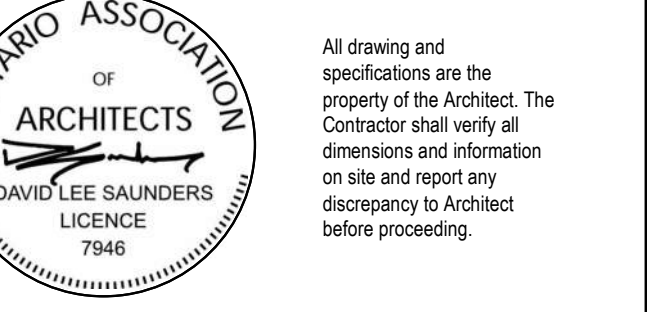 ARIO ASSOCIATION
OF
ARCHITECTS
DAVID LEE SAUNDERS
LICENCE
7946
All drawing and
specifications are the
property of the Architect. The
Contractor shall verify all
dimensions and information
on site and report any
discrepancy to Architect
before proceeding.